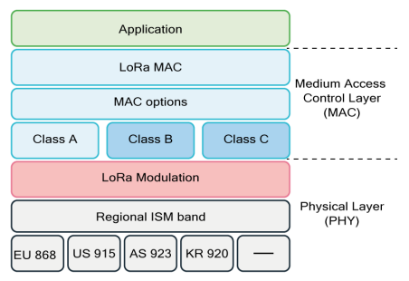 Application
LoRa MAC
MAC options
Class A
Class B
Class C
Medium Access
Control Layer
(MAC)
LoRa Modulation
Regional ISM band
EU 868
US 915
AS 923
KR 920
Physical Layer
(PHY)